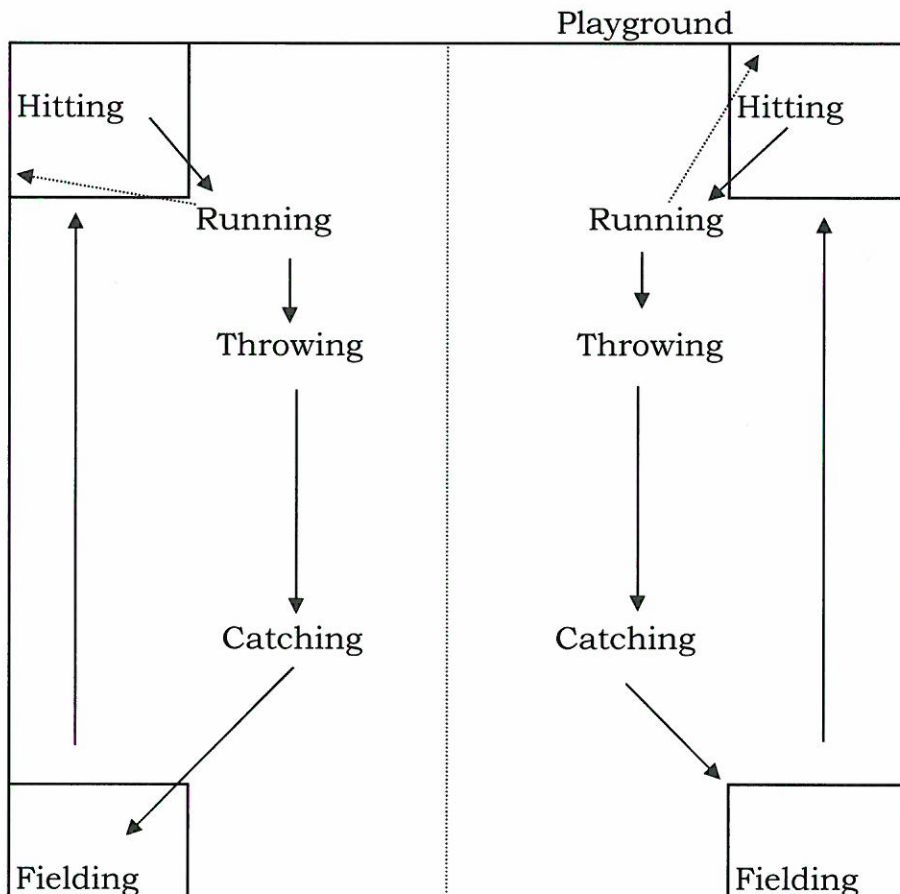 Playground
Hitting
Hitting
Running
Running
Throwing
Throwing
Catching
Catching
Fielding
Fielding